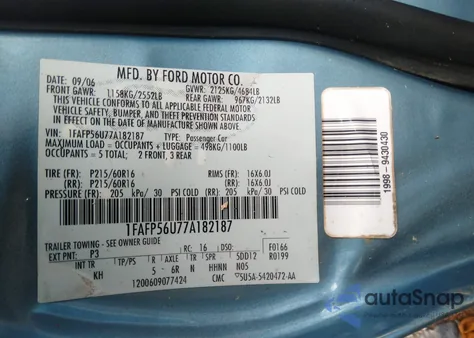 MFD. BY FORD MOTOR CO.
DATE: 09/06
GVWR: 2125KG/4684LB
FRONT GAWR: 1158KG/2552LB
REAR GAWR: 967KG/2132LB
THIS VEHICLE CONFORMS TO ALL APPLICABLE FEDERAL MOTOR
VEHICLE SAFETY, BUMPER, AND THEFT PREVENTION STANDARDS
IN EFFECT ON THE DATE OF MANUFACTURE SHOWN ABOVE.
VIN: 1FAFP56U77A182187
TYPE: Passenger Car
MAXIMUM LOAD = OCCUPANTS + LUGGAGE = 498KG/1100LB
OCCUPANTS = 5 TOTAL: 2 FRONT, 3 REAR
TIRE (FR): P215/60R16 RIMS (FR): 16X6.0J
(RR): P215/60R16 (RR): 16X6.0J
PRESSURE (FR): 205 kPa/ 30 PSI COLD (RR): 205 kPa/ 30 PSI COLD
1FAFP56U77A182187
TRAILER TOWING - SEE OWNER GUIDE
F0166
EXT PNT: P3 RC: 16 DSO: R0199
INT TR TP/PS R AXLE TR SDD12
KH 5 6R N HHNN N05
1200609077424 CMC 5U5A-5420472-AA
1998-9430430
autoSnap